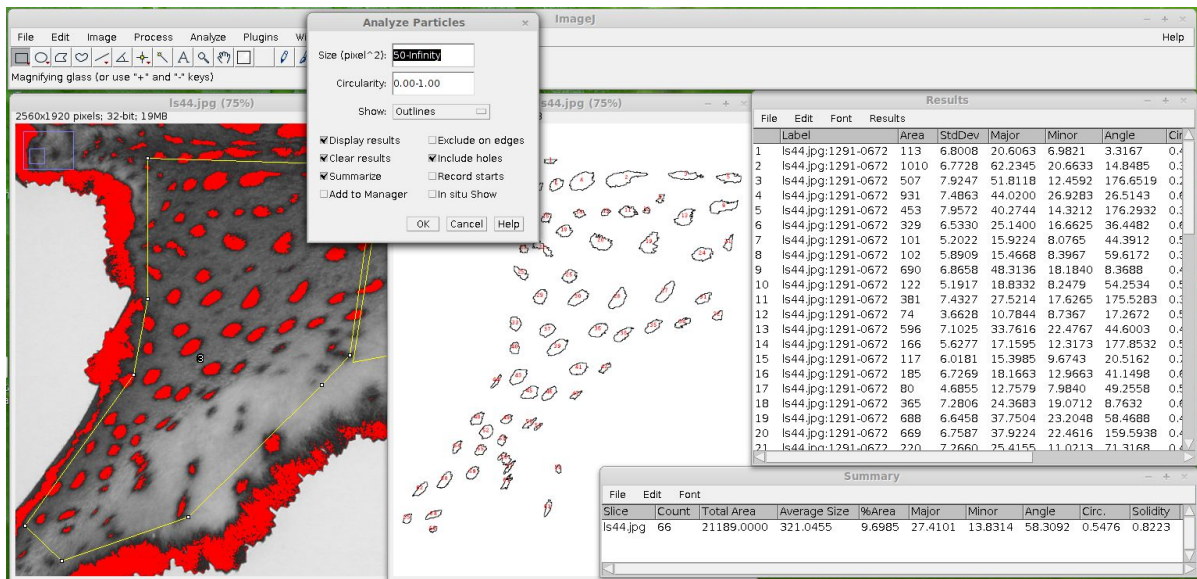 ImageJ
File Edit Image Process Analyze Plugins
Help
Magnifying glass (or use "+" and "-" keys)
Analyze Particles
Size (pixel^2): 50-Infinity
Circularity: 0.00-1.00
Show: Outlines
Display results Exclude on edges
Clear results Include holes
Summarize Record starts
Add to Manager In situ Show
OK Cancel Help
ls44.jpg (75%)
2560x1920 pixels; 32-bit; 19MB
3
s44.jpg (75%)
Results
File Edit Font Results
Label Area StdDev Major Minor Angle
1 ls44.jpg:1291-0672 113 6.8008 20.6063 6.9821 3.3167
2 ls44.jpg:1291-0672 1010 6.7728 62.2345 20.6633 14.8485
3 ls44.jpg:1291-0672 507 7.9247 51.8118 12.4592 176.6519
4 ls44.jpg:1291-0672 931 7.4863 44.0200 26.9283 26.5143
5 ls44.jpg:1291-0672 453 7.9572 40.2744 14.3212 176.2932
6 ls44.jpg:1291-0672 329 6.5330 25.1400 16.6625 36.4482
7 ls44.jpg:1291-0672 101 5.2022 15.9224 8.0765 44.3912
8 ls44.jpg:1291-0672 102 5.8909 15.4668 8.3967 59.6172
9 ls44.jpg:1291-0672 690 6.8658 48.3136 18.1840 8.3688
10 ls44.jpg:1291-0672 122 5.1917 18.8332 8.2479 54.2534
11 ls44.jpg:1291-0672 381 7.4327 27.5214 17.6265 175.5283
12 ls44.jpg:1291-0672 74 3.6628 10.7844 8.7367 17.2672
13 ls44.jpg:1291-0672 596 7.1025 33.7616 22.4767 44.6003
14 ls44.jpg:1291-0672 166 5.6277 17.1595 12.3173 177.8532
15 ls44.jpg:1291-0672 117 6.0181 15.3985 9.6743 20.5162
16 ls44.jpg:1291-0672 185 6.7269 18.1663 12.9663 41.1498
17 ls44.jpg:1291-0672 80 4.6855 12.7579 7.9840 49.2558
18 ls44.jpg:1291-0672 365 7.2806 24.3683 19.0712 8.7632
19 ls44.jpg:1291-0672 688 6.6458 37.7504 23.2048 58.4688
20 ls44.jpg:1291-0672 669 6.7587 37.9224 22.4616 159.5938
21 ls44.jpg:1291-0672 220 7.2660 25.4155 11.0213 71.3168
Summary
File Edit Font
Slice Count Total Area Average Size %Area Major Minor Angle Circ. Solidity
ls44.jpg 66 21189.0000 321.0455 9.6985 27.4101 13.8314 58.3092 0.5476 0.8223